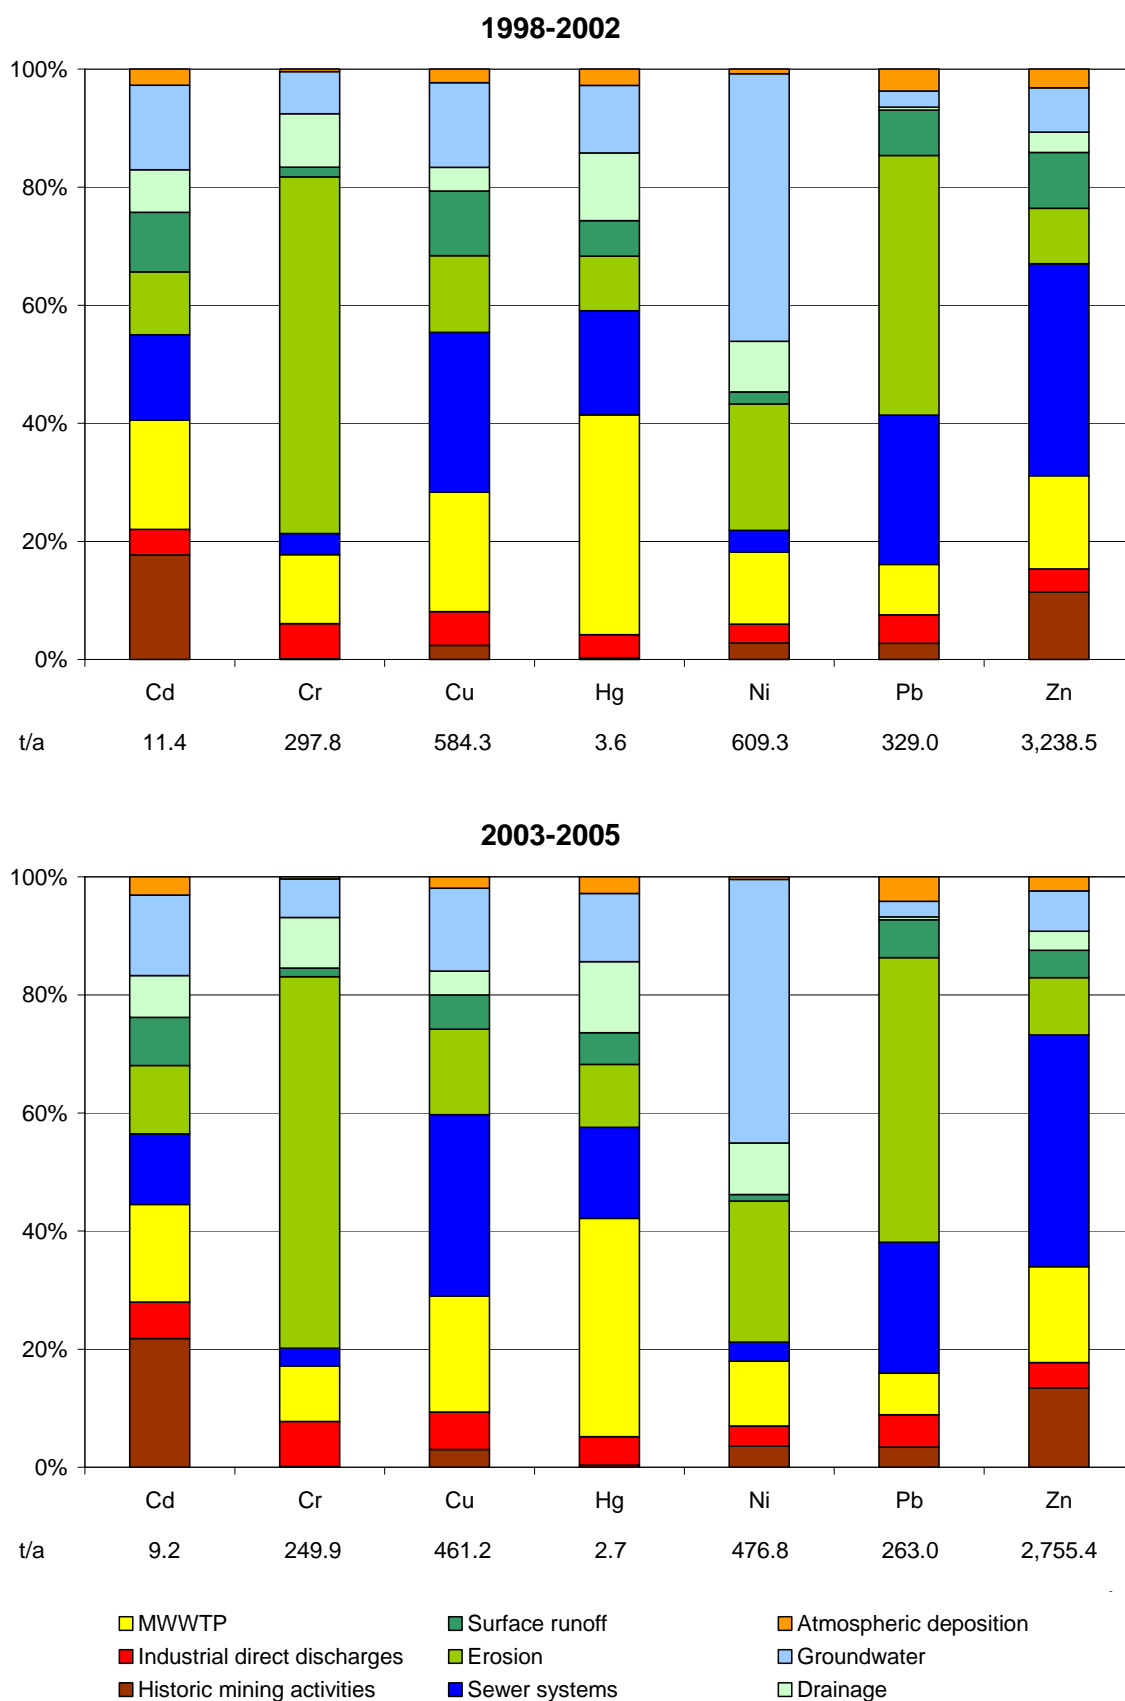 1998-2002
100%
80%
60%
40%
20%
0%
Cd Cr Cu Hg Ni Pb Zn
t/a 11.4 297.8 584.3 3.6 609.3 329.0 3,238.5
2003-2005
100%
80%
60%
40%
20%
0%
Cd Cr Cu Hg Ni Pb Zn
t/a 9.2 249.9 461.2 2.7 476.8 263.0 2,755.4
MWWTP Surface runoff Atmospheric deposition
Industrial direct discharges Erosion Groundwater
Historic mining activities Sewer systems Drainage